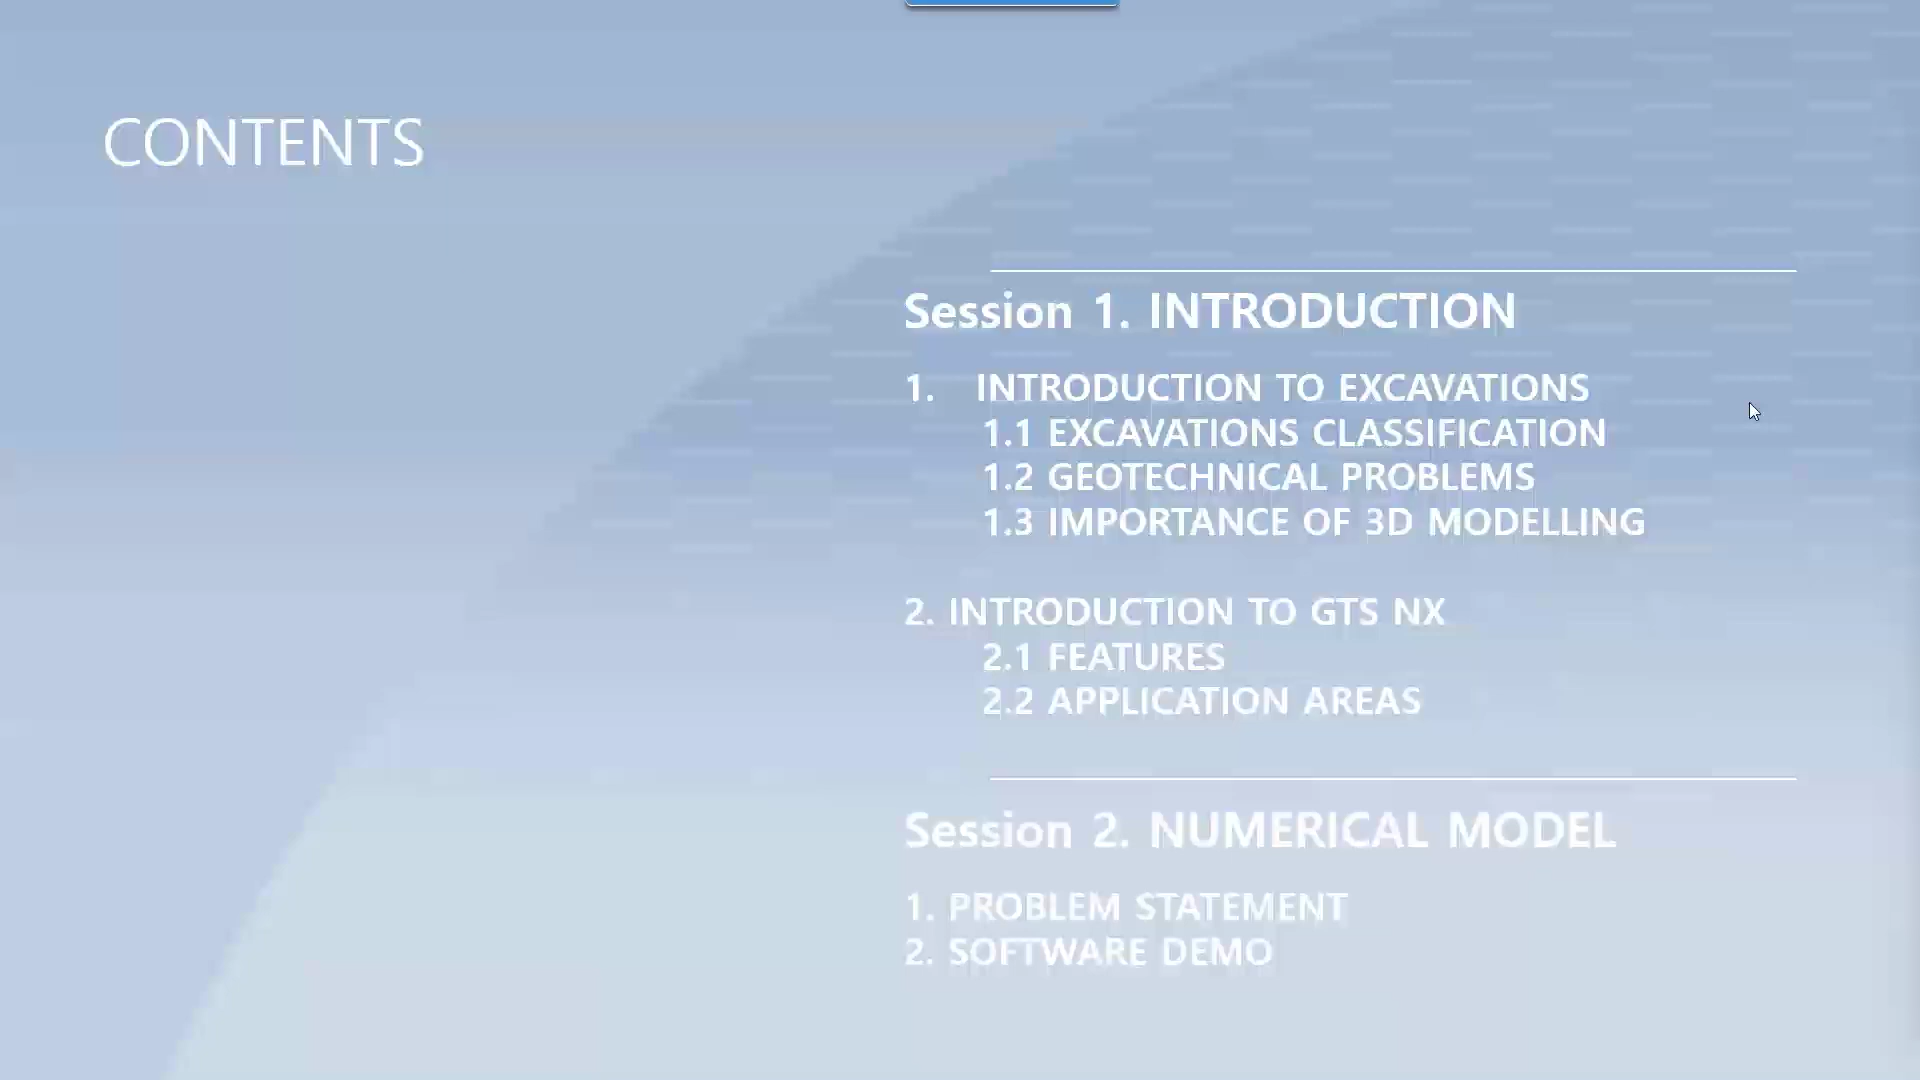 CONTENTS
Session 1. INTRODUCTION
1. INTRODUCTION TO EXCAVATIONS
1.1 EXCAVATIONS CLASSIFICATION
1.2 GEOTECHNICAL PROBLEMS
1.3 IMPORTANCE OF 3D MODELLING
2. INTRODUCTION TO GTS NX
2.1 FEATURES
2.2 APPLICATION AREAS
Session 2. NUMERICAL MODEL
1. PROBLEM STATEMENT
2. SOFTWARE DEMO